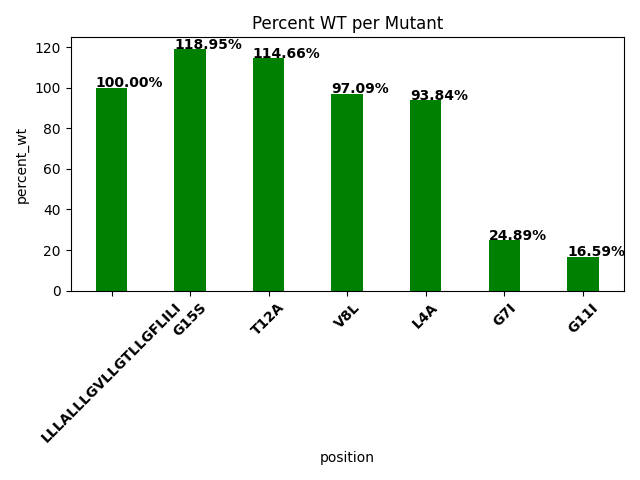 Percent WT per Mutant
percent_wt
120
100
80
60
40
20
0
100.00%
118.95%
114.66%
97.09%
93.84%
24.89%
16.59%
LLLALLLGVLLGTLLGFLILI
G15S
T12A
V8L
L4A
G7I
G11I
position